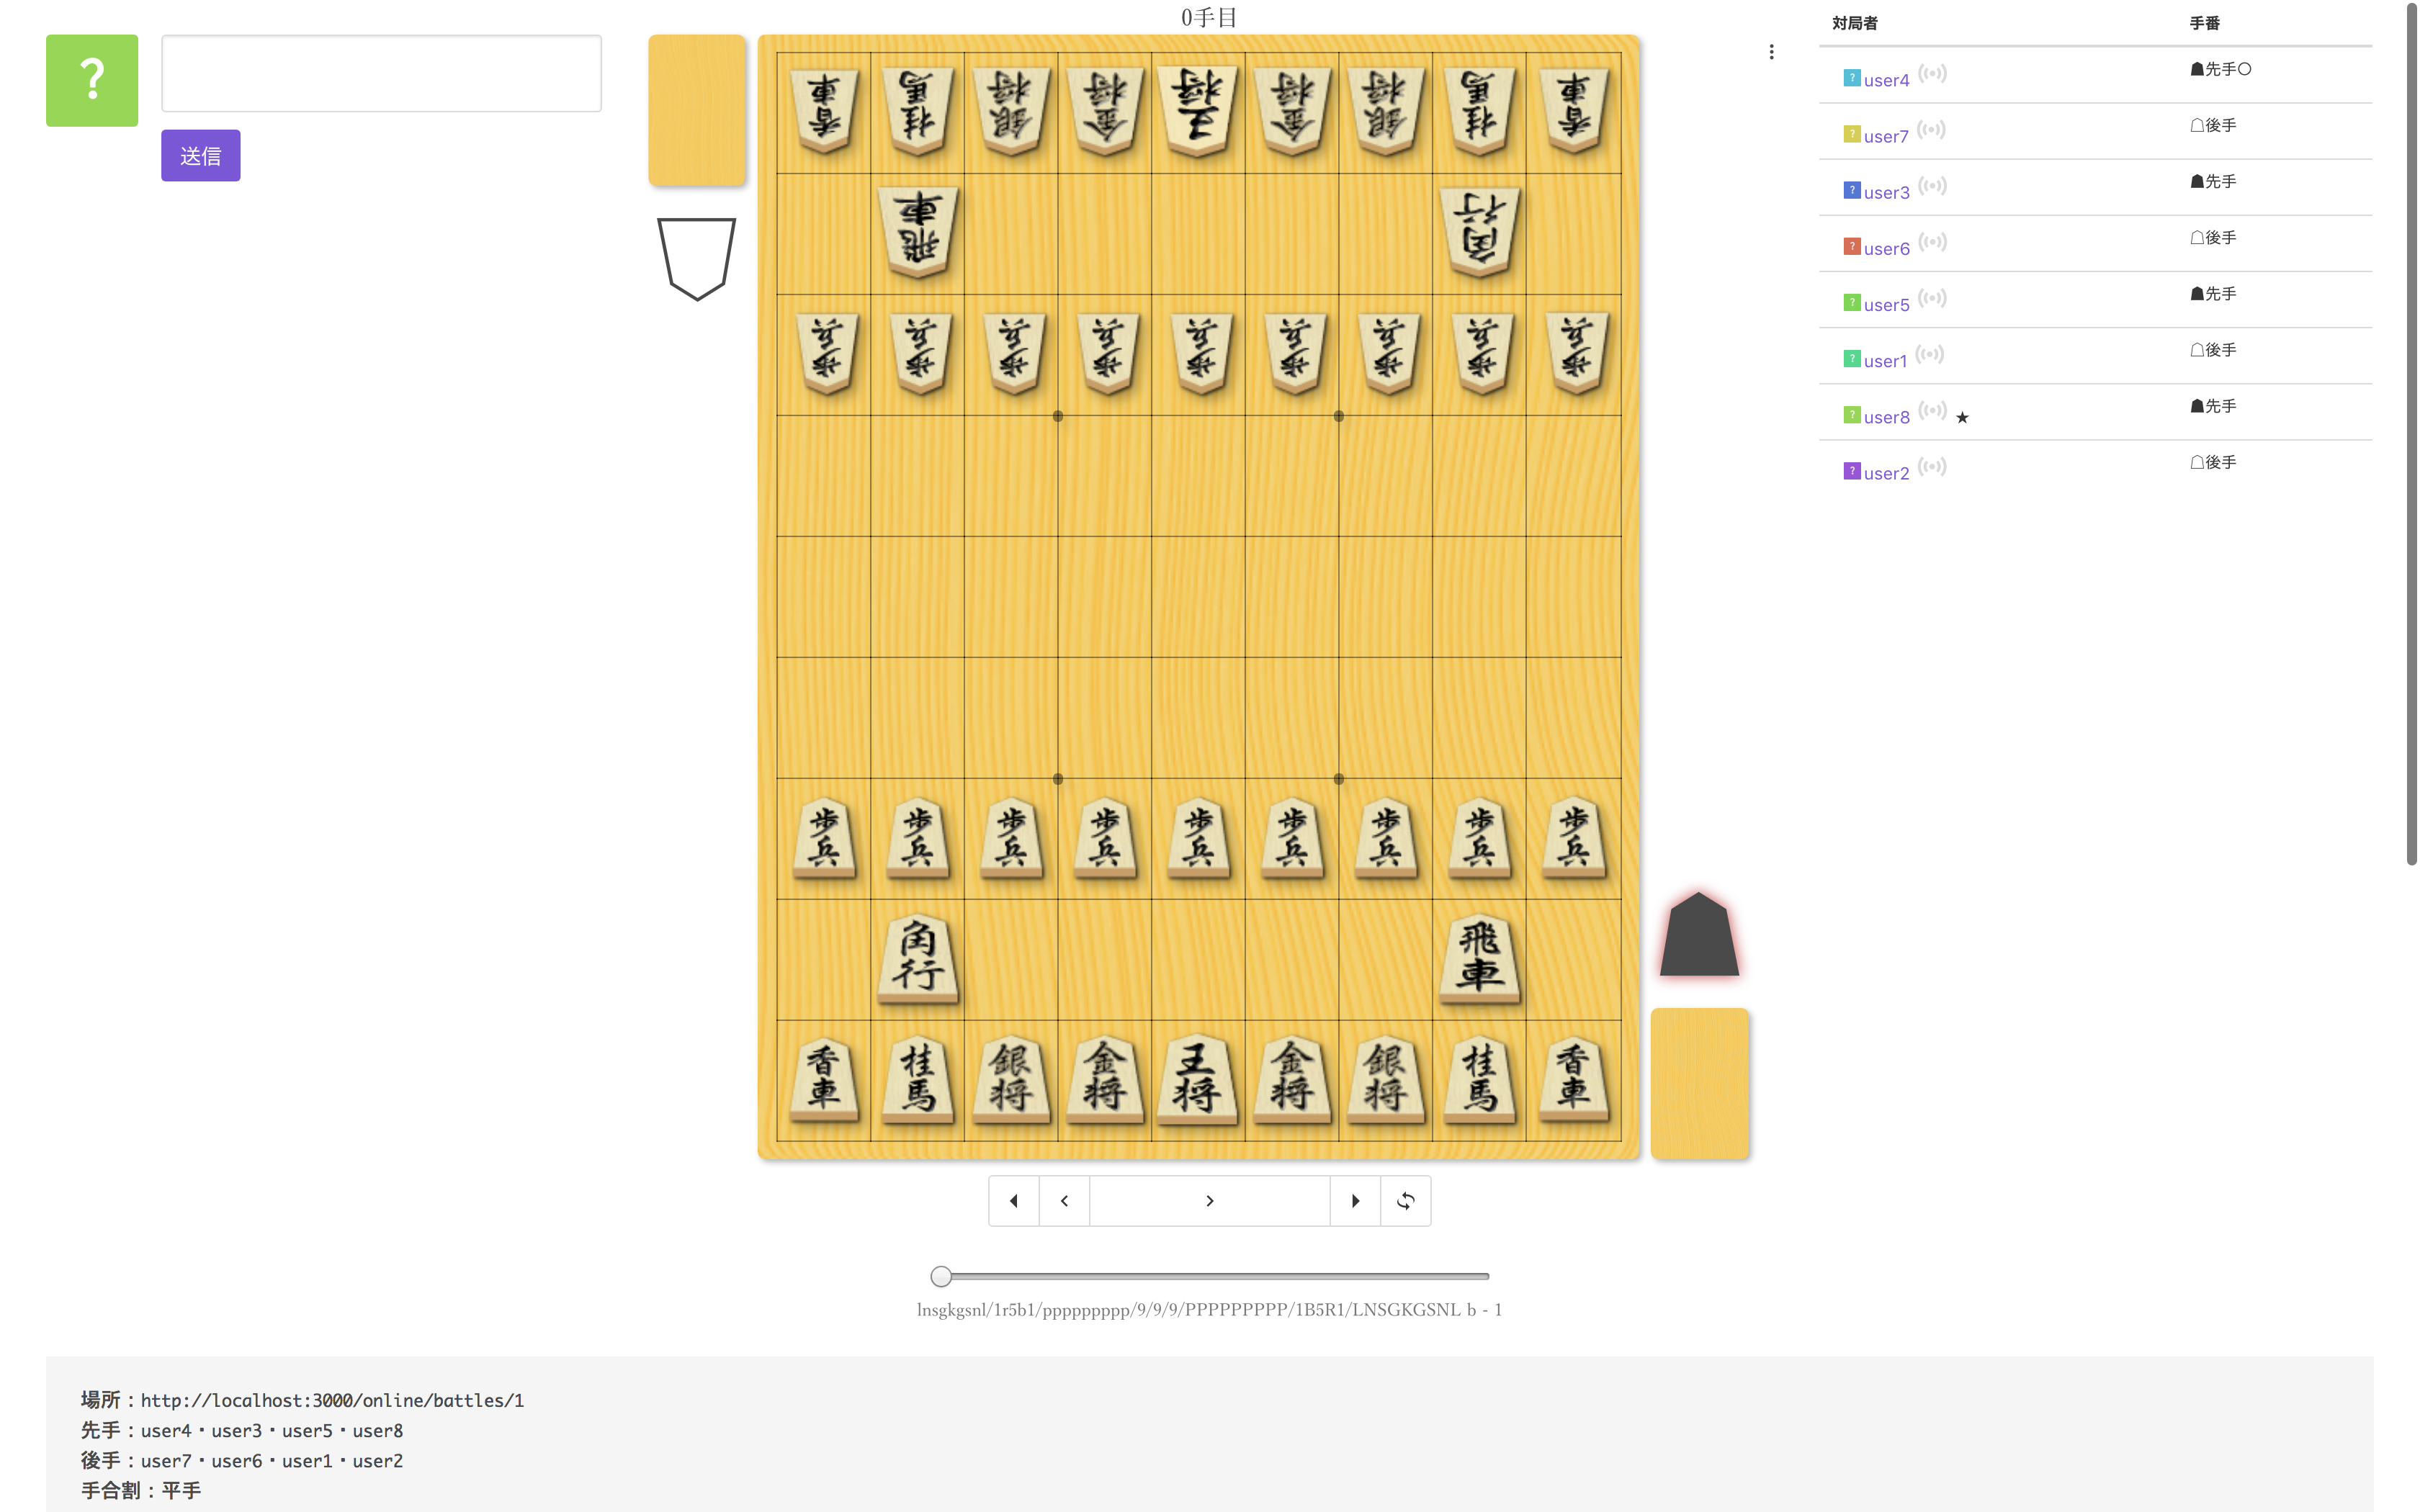 0手目
?
送信
対局者 手番
? user4 ☗先手○
? user7 ☖後手
? user3 ☗先手
? user6 ☖後手
? user5 ☗先手
? user1 ☖後手
? user8 ★ ☗先手
? user2 ☖後手
香車 桂馬 銀将 金将 王将 金将 銀将 桂馬 香車
飛車 角行
歩兵 歩兵 歩兵 歩兵 歩兵 歩兵 歩兵 歩兵 歩兵
歩兵 歩兵 歩兵 歩兵 歩兵 歩兵 歩兵 歩兵 歩兵
角行 飛車
香車 桂馬 銀将 金将 王将 金将 銀将 桂馬 香車
lnsgkgsnl/1r5b1/ppppppppp/9/9/9/PPPPPPPPP/1B5R1/LNSGKGSNL b - 1
場所：http://localhost:3000/online/battles/1
先手：user4・user3・user5・user8
後手：user7・user6・user1・user2
手合割：平手